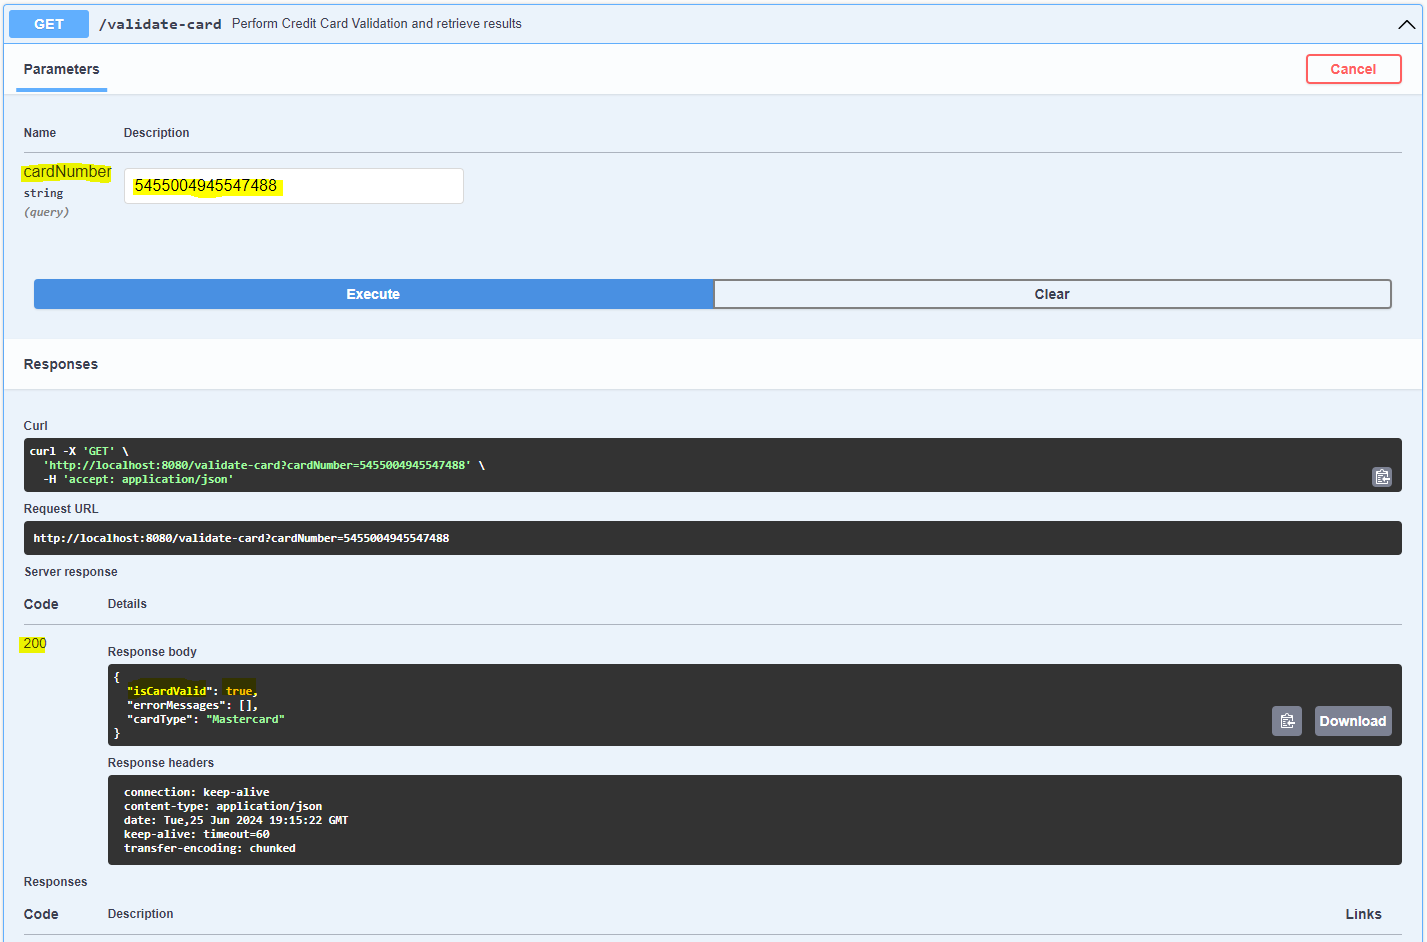 GET /validate-card Perform Credit Card Validation and retrieve results
Parameters
Cancel
Name Description
cardNumber
string
(query)
5455004945547488
Execute Clear
Responses
Curl
curl -X 'GET' \
'http://localhost:8080/validate-card?cardNumber=5455004945547488' \
-H 'accept: application/json'
Request URL
http://localhost:8080/validate-card?cardNumber=5455004945547488
Server response
Code Details
200
Response body
{
"isCardValid": true,
"errorMessages": [],
"cardType": "Mastercard"
}
Download
Response headers
connection: keep-alive
content-type: application/json
date: Tue,25 Jun 2024 19:15:22 GMT
keep-alive: timeout=60
transfer-encoding: chunked
Responses
Code Description Links